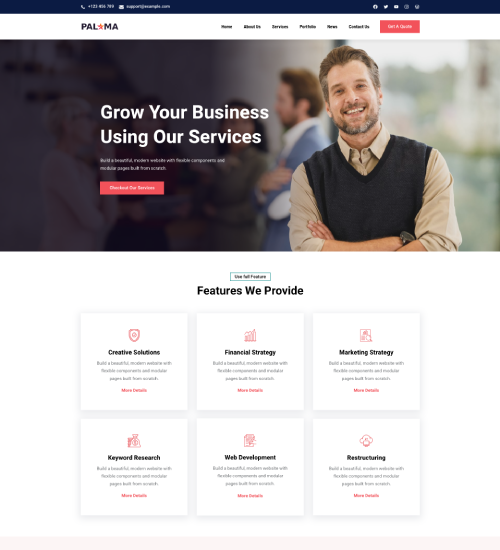 +123 456 789 support@example.com
PAL★MA
Home About Us Services Portfolio News Contact Us Get A Quote
Grow Your Business
Using Our Services
Build a beautiful, modern website with flexible components and
modular pages built from scratch.
Checkout Our Services
Use full Feature
Features We Provide
Creative Solutions
Build a beautiful, modern website with
flexible components and modular
pages built from scratch.
More Details
Financial Strategy
Build a beautiful, modern website with
flexible components and modular
pages built from scratch.
More Details
Marketing Strategy
Build a beautiful, modern website with
flexible components and modular
pages built from scratch.
More Details
Keyword Research
Build a beautiful, modern website with
flexible components and modular
pages built from scratch.
More Details
Web Development
Build a beautiful, modern website with
flexible components and modular
pages built from scratch.
More Details
Restructuring
Build a beautiful, modern website with
flexible components and modular
pages built from scratch.
More Details